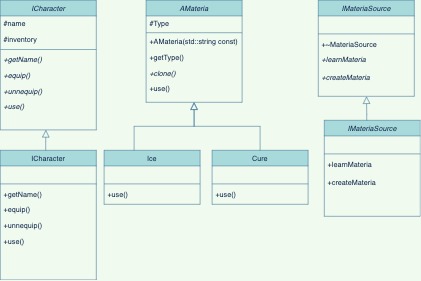 ICharacter
#name
#inventory
+getName()
+equip()
+unnequip()
+use()
AMateria
#Type
+AMateria(std::string const)
+getType()
+clone()
+use()
IMateriaSource
+~MateriaSource
+learnMateria
+createMateria
ICharacter
+getName()
+equip()
+unnequip()
+use()
Ice
+use()
Cure
+use()
IMateriaSource
+learnMateria
+createMateria